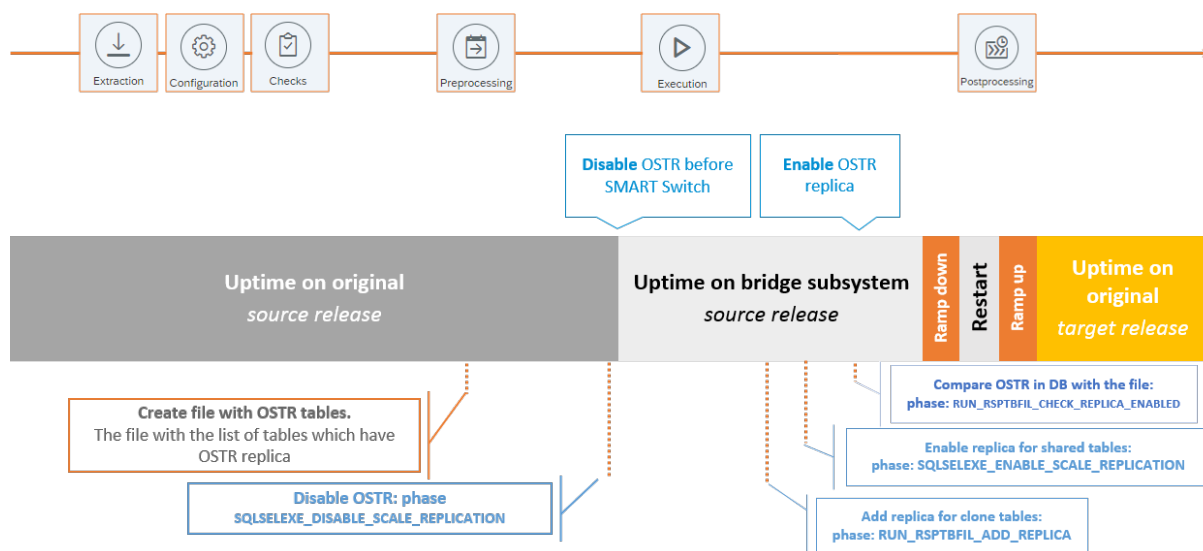 Extraction
Configuration
Checks
Preprocessing
Execution
Postprocessing
Disable OSTR before
SMART Switch
Enable OSTR
replica
Uptime on original
source release
Uptime on bridge subsystem
source release
Ramp down
Restart
Ramp up
Uptime on
original
target release
Create file with OSTR tables.
The file with the list of tables which have
OSTR replica
Disable OSTR: phase
SQLSELEXE_DISABLE_SCALE_REPLICATION
Compare OSTR in DB with the file:
phase: RUN_RSPTBFIL_CHECK_REPLICA_ENABLED
Enable replica for shared tables:
phase: SQLSELEXE_ENABLE_SCALE_REPLICATION
Add replica for clone tables:
phase: RUN_RSPTBFIL_ADD_REPLICA